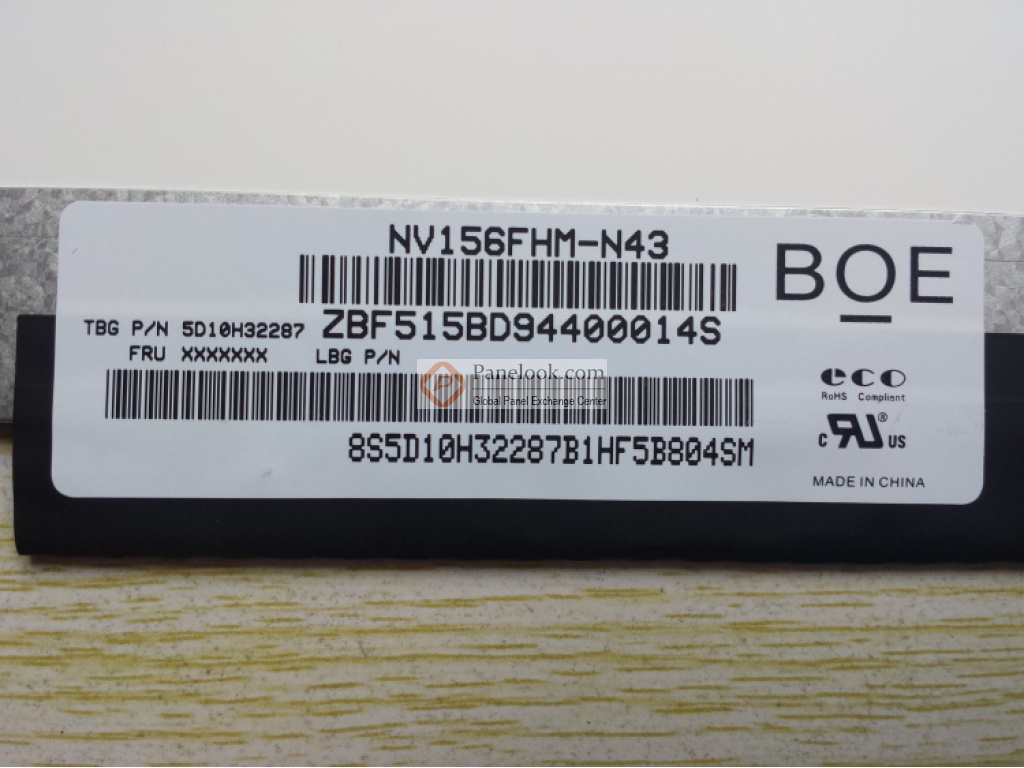 NV156FHM-N43
BOE
ZBF515BD94400014S
TBG P/N 5D10H32287
FRU XXXXXXX LBG P/N
Panelook.com
Global Panel Exchange Center
eco
RoHS Compliant
8S5D10H32287B1HF5B804SM
c RU ® US
MADE IN CHINA